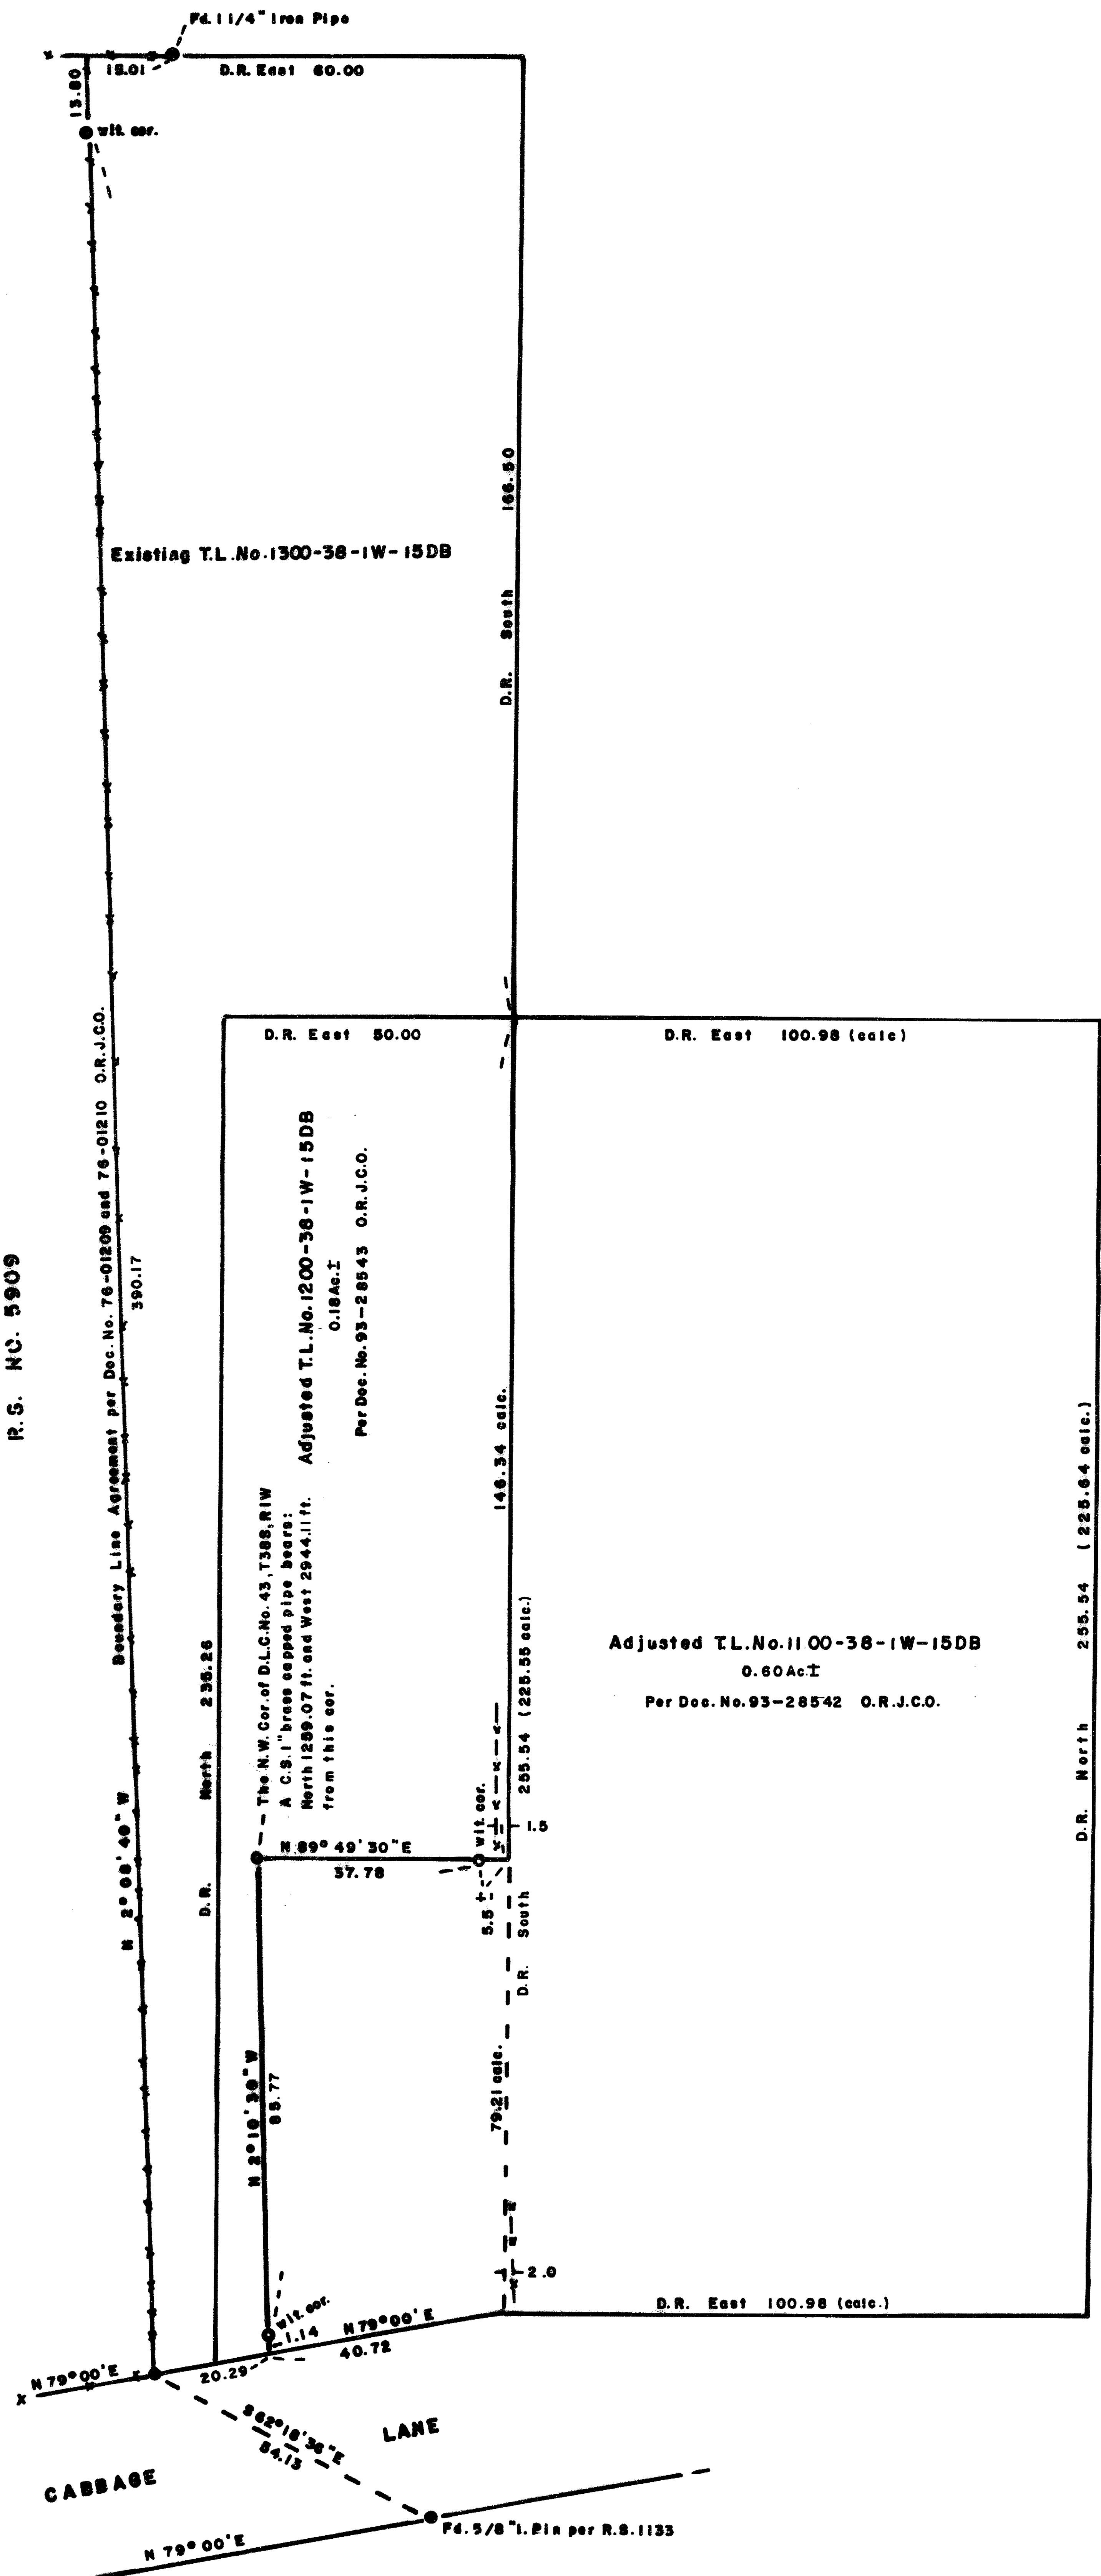 Fd. 1 1/4" Iron Pipe
15.01
D.R. East 60.00
13.80
wit. cor.
166.50
D.R. South
Existing T.L.No.1300-38-1W-15DB
D.R. East 50.00
D.R. East 100.98 (calc)
Boundary Line Agreement per Doc. No. 76-01209 and 76-01210 O.R.J.C.O.
390.17
N 2° 08' 40" W
R.S. NO. 5909
D.R. North 235.26
Adjusted T.L.No.1200-38-1W-15DB
0.18Ac.±
Per Doc. No. 93-28543 O.R.J.C.O.
The N.W. Cor. of D.L.C. No. 43, T38S, R1W
A C.S. 1" brass capped pipe bears:
North 1259.07 ft. and West 2944.11 ft.
from this cor.
146.34 calc.
255.54 (225.55 calc.)
D.R. South
Adjusted T.L.No.1100-38-1W-15DB
0.60Ac.±
Per Doc. No. 93-28542 O.R.J.C.O.
D.R. North 255.54 (225.64 calc.)
wit. cor.
1.5
N 89° 49' 30" E
37.78
5.5 ±
N 2° 10' 30" W
85.77
79.21 calc.
2.0
D.R. East 100.98 (calc.)
wit. cor.
1.14
N 79° 00' E
40.72
20.29
N 79° 00' E
S 62° 18' 36" E
54.13
CABBAGE LANE
Fd. 5/8" I. Pin per R.S. 1133
N 79° 00' E